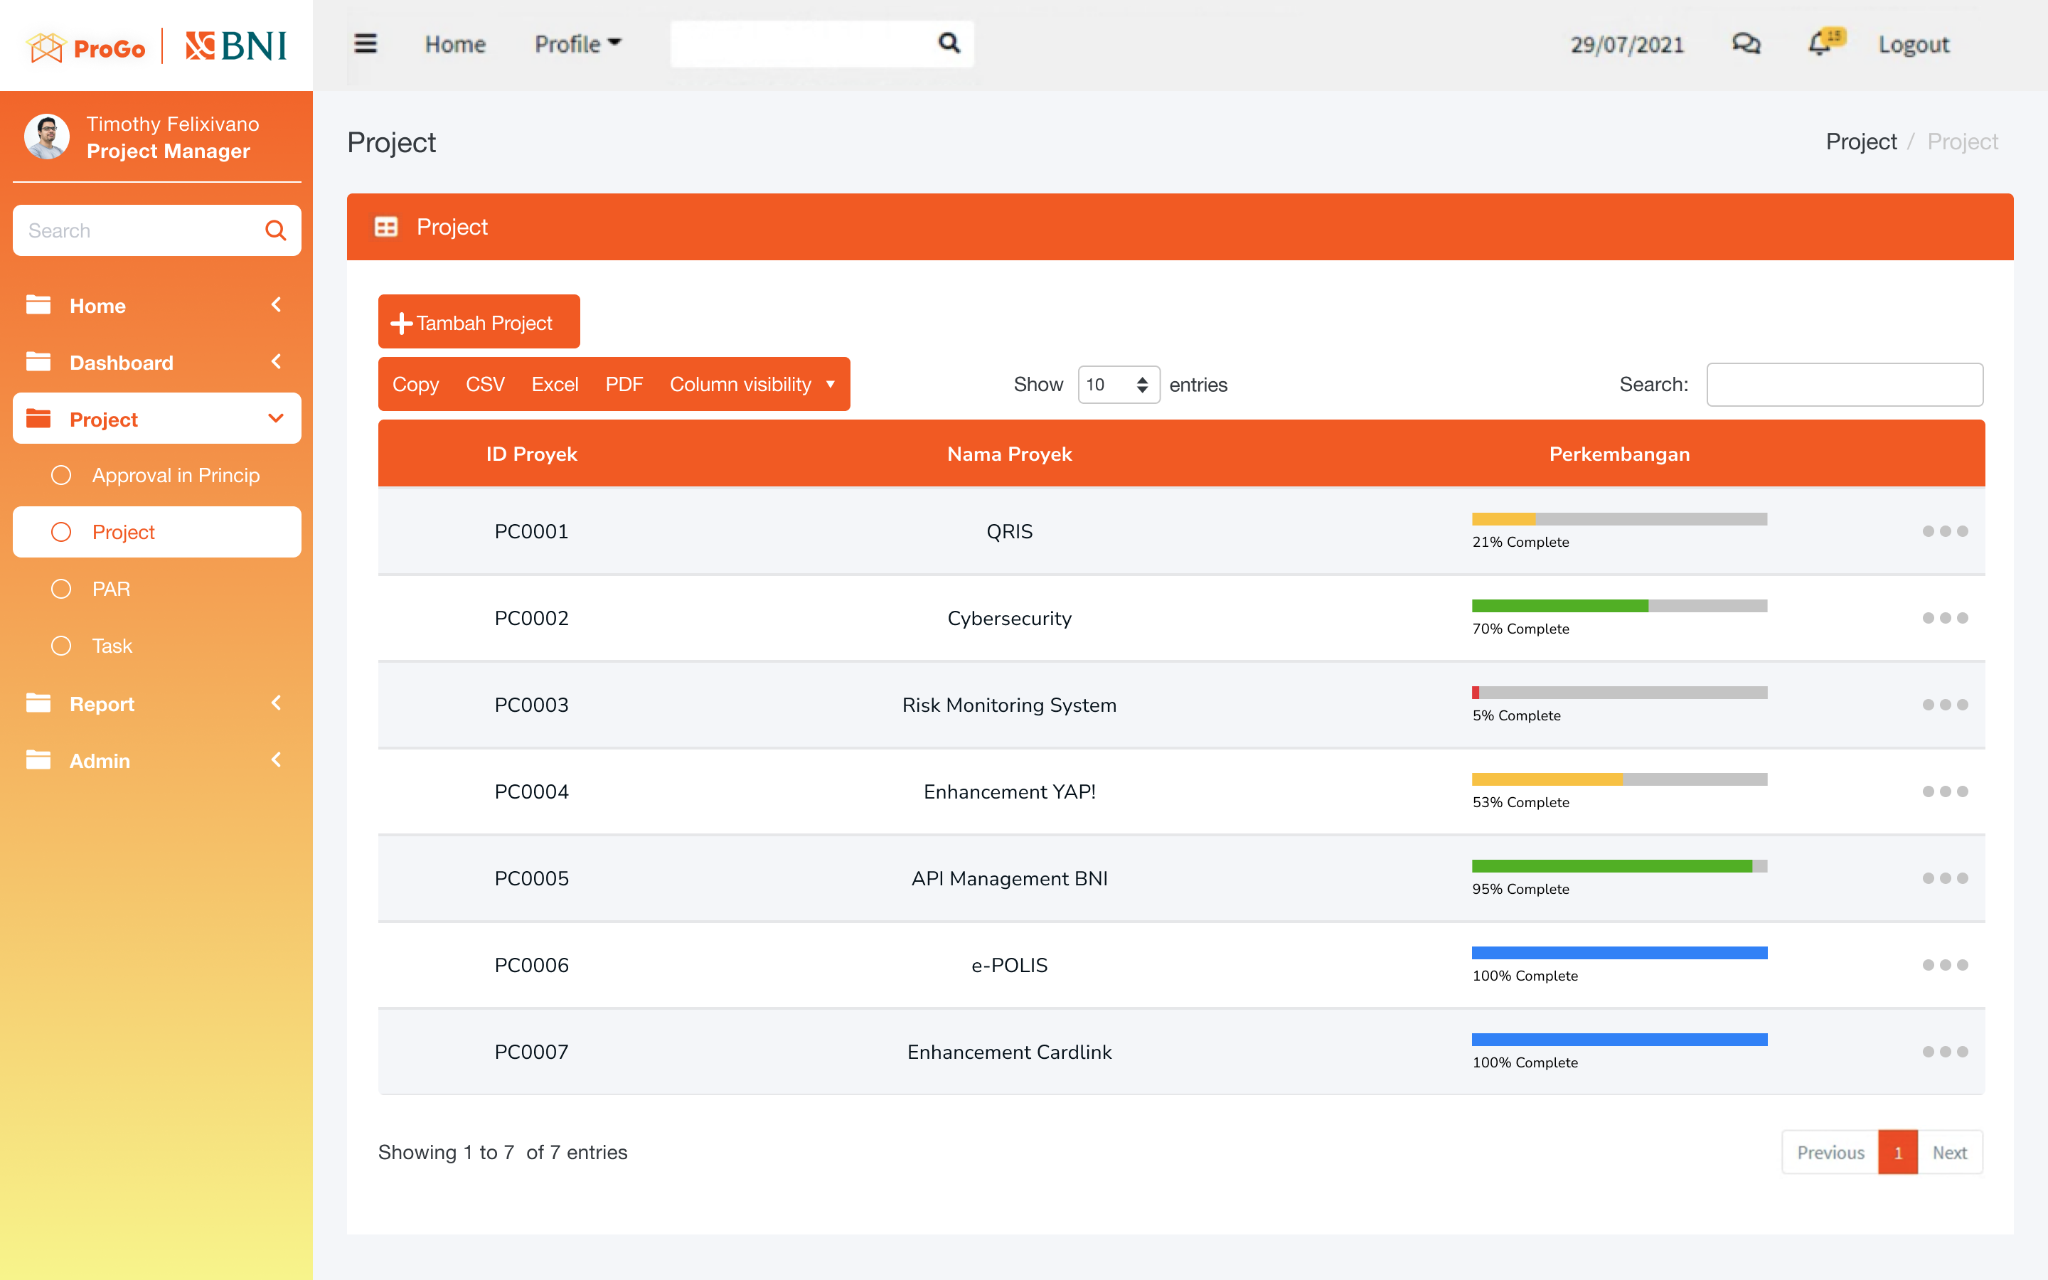 ProGo | BNI
Home
Profile
29/07/2021
15
Logout
Timothy Felixivano
Project Manager
Search
Home
Dashboard
Project
Approval in Princip
Project
PAR
Task
Report
Admin
Project
Project / Project
Project
Tambah Project
Copy CSV Excel PDF Column visibility
Show 10 entries
Search:
ID Proyek Nama Proyek Perkembangan
PC0001 QRIS 21% Complete
PC0002 Cybersecurity 70% Complete
PC0003 Risk Monitoring System 5% Complete
PC0004 Enhancement YAP! 53% Complete
PC0005 API Management BNI 95% Complete
PC0006 e-POLIS 100% Complete
PC0007 Enhancement Cardlink 100% Complete
Showing 1 to 7 of 7 entries
Previous 1 Next